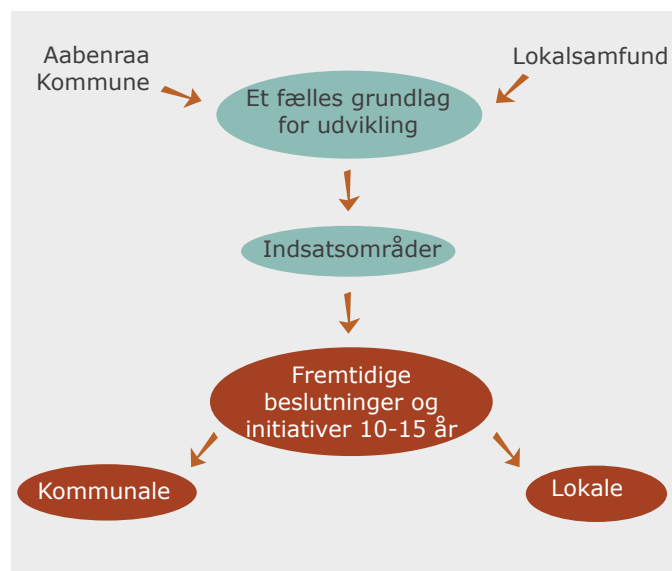 Aabenraa
Kommune
Lokalsamfund
Et fælles grundlag
for udvikling
Indsatsområder
Fremtidige
beslutninger og
initiativer 10-15 år
Kommunale
Lokale